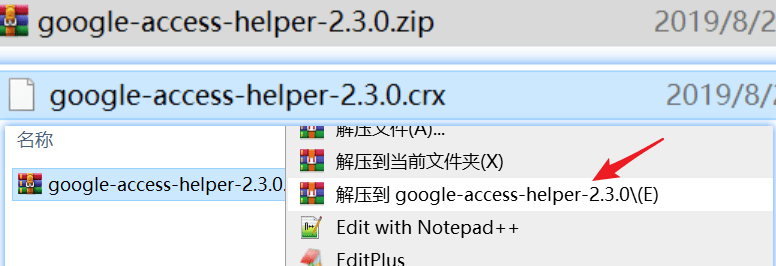 google-access-helper-2.3.0.zip 2019/8/2
google-access-helper-2.3.0.crx 2019/8/2
名称
解压文件(A)...
解压到当前文件夹(X)
google-access-helper-2.3.0.
解压到 google-access-helper-2.3.0\(E)
Edit with Notepad++
EditPlus